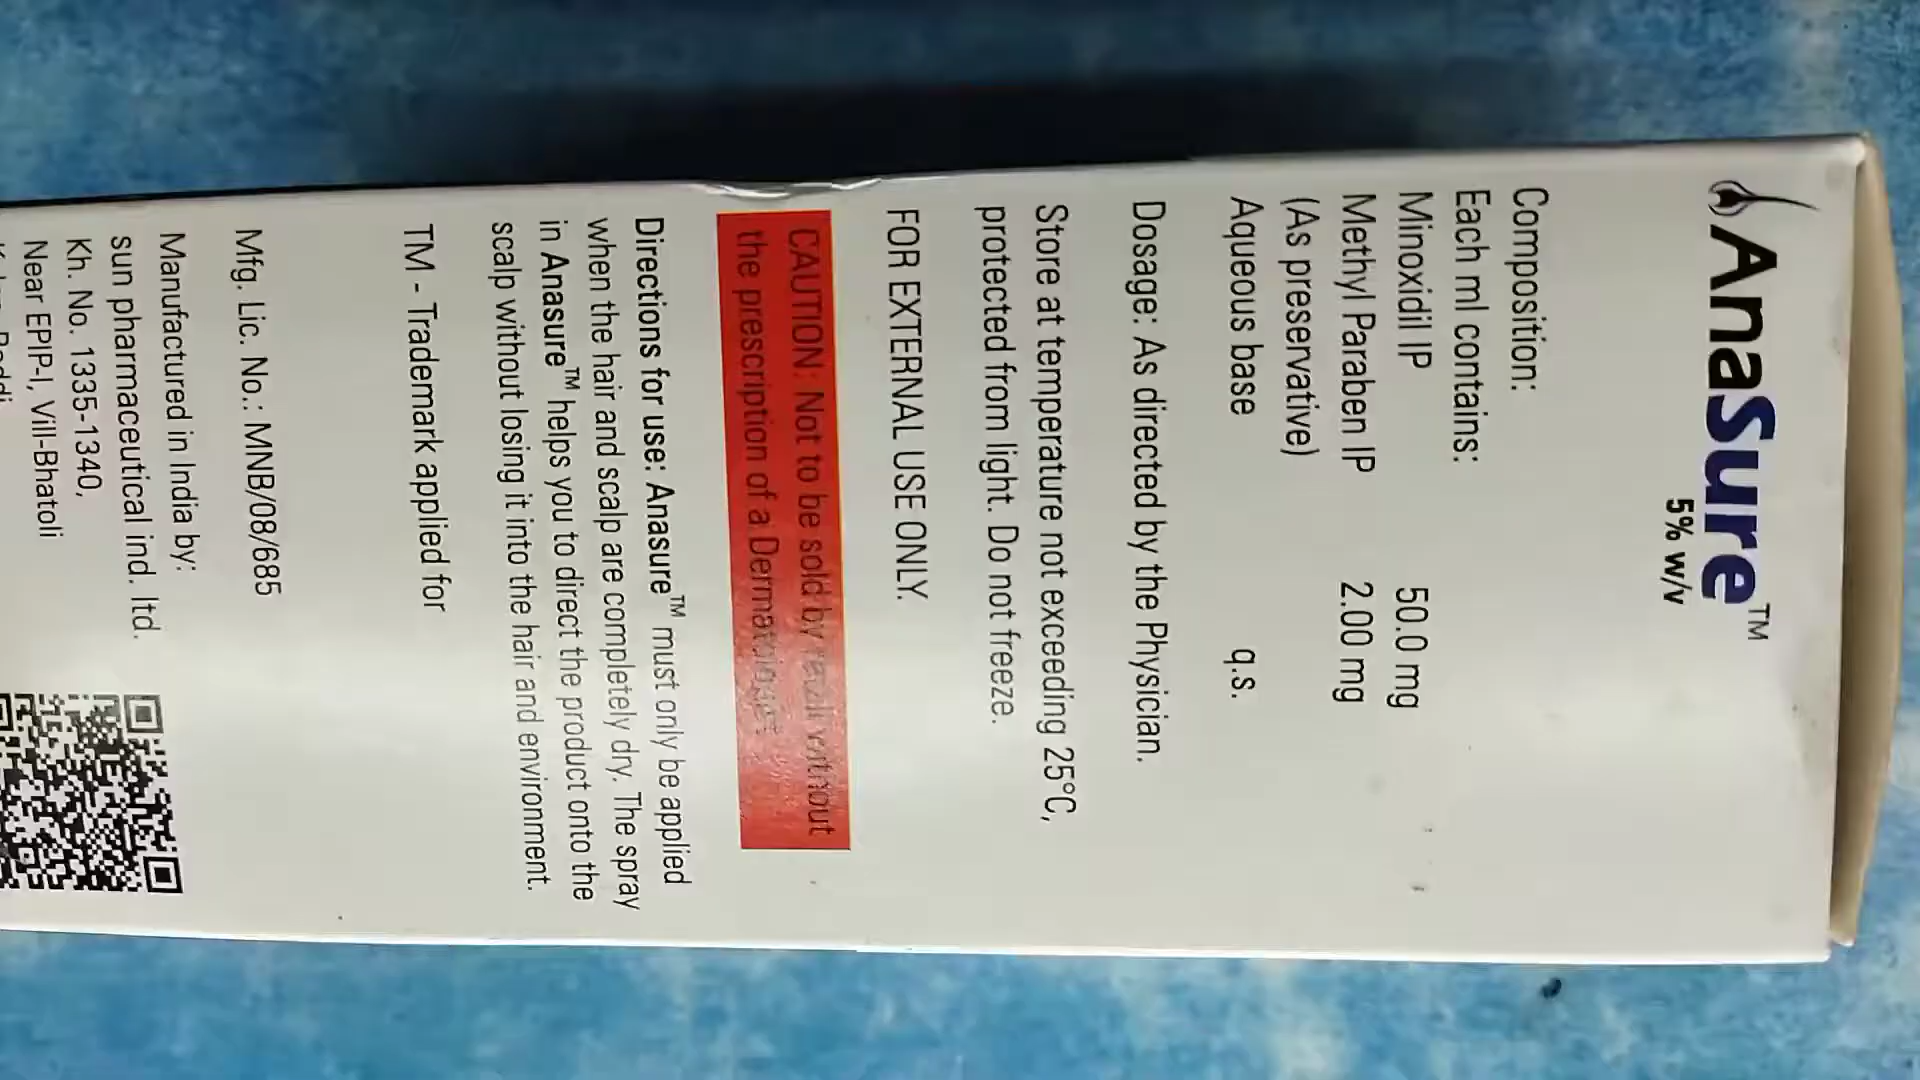 AnaSure™
5% w/v
Composition:
Each ml contains:
Minoxidil IP 50.0 mg
Methyl Paraben IP 2.00 mg
(As preservative)
Aqueous base q.s.
Dosage: As directed by the Physician.
Store at temperature not exceeding 25°C,
protected from light. Do not freeze.
FOR EXTERNAL USE ONLY.
CAUTION: Not to be sold by retail without
the prescription of a Dermatologist
Directions for use: Anasure™ must only be applied
when the hair and scalp are completely dry. The spray
in Anasure™ helps you to direct the product onto the
scalp without losing it into the hair and environment.
TM - Trademark applied for
Mfg. Lic. No.: MNB/08/685
Manufactured in India by:
sun pharmaceutical ind. ltd.
Kh. No. 1335-1340,
Near EPIP-I, Vill-Bhatoli